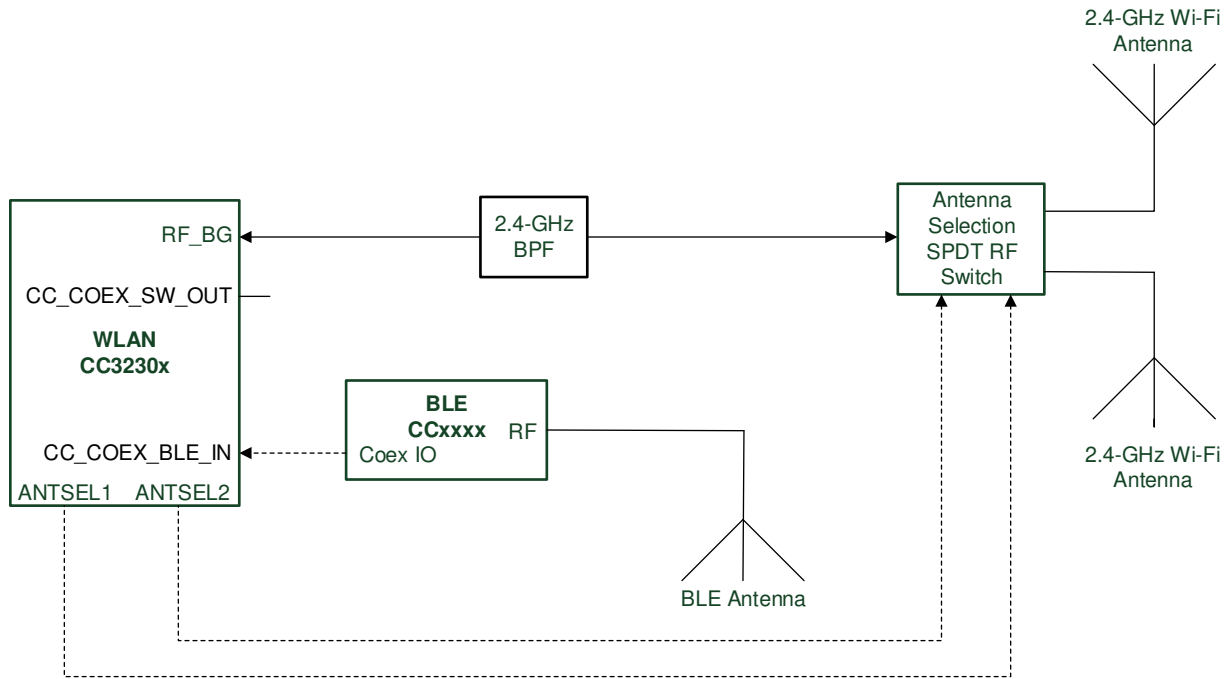 2.4-GHz Wi-Fi
Antenna
Antenna
Selection
SPDT RF
Switch
RF_BG
2.4-GHz
BPF
CC_COEX_SW_OUT
WLAN
CC3230x
BLE
CCxxxx
RF
Coex IO
CC_COEX_BLE_IN
ANTSEL1
ANTSEL2
2.4-GHz Wi-Fi
Antenna
BLE Antenna